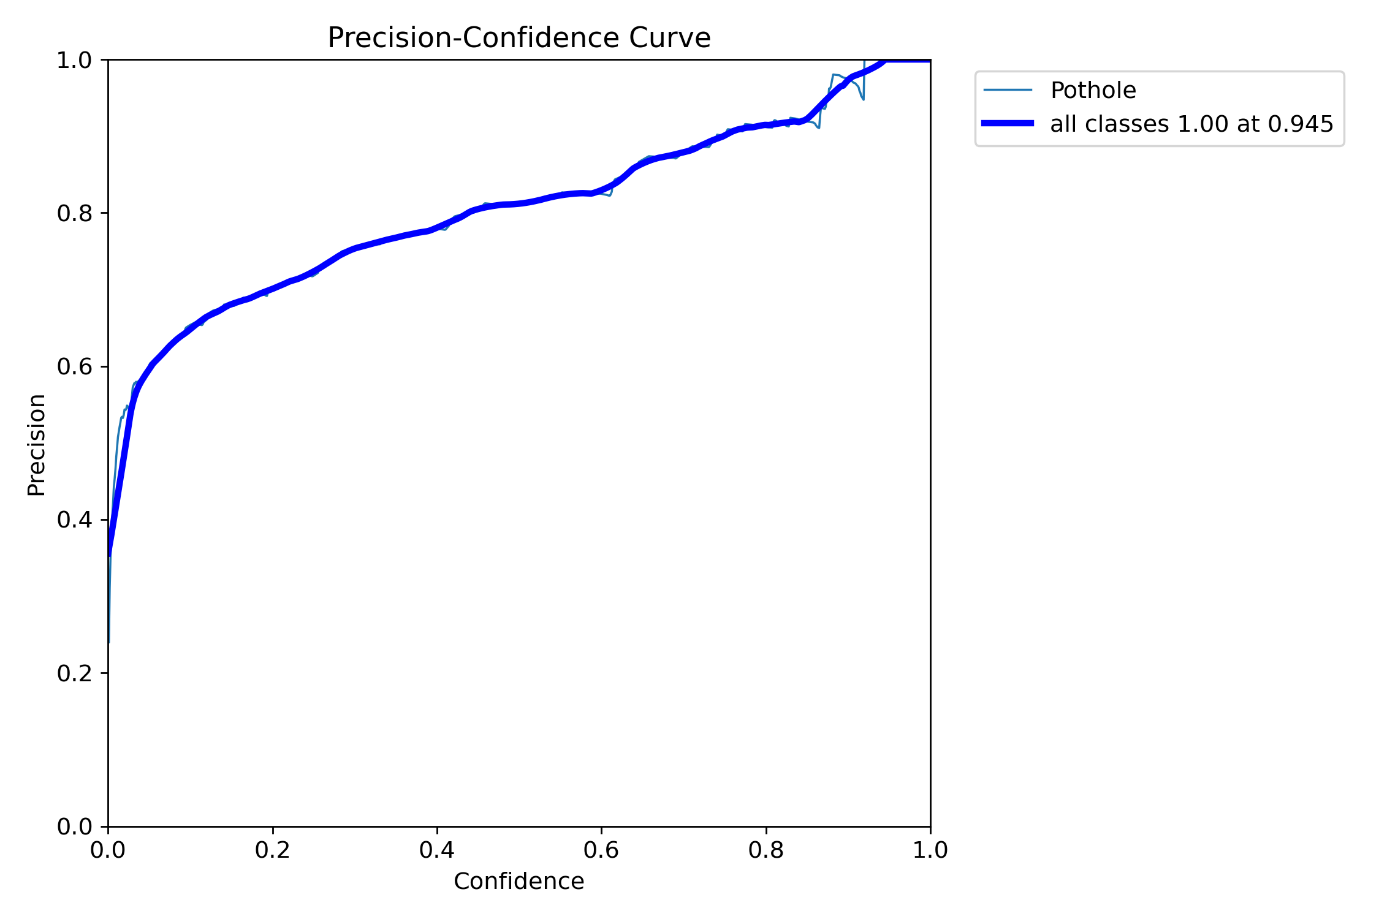 Precision-Confidence Curve
Pothole
all classes 1.00 at 0.945
1.0
0.8
0.6
0.4
0.2
0.0
Precision
0.0 0.2 0.4 0.6 0.8 1.0
Confidence